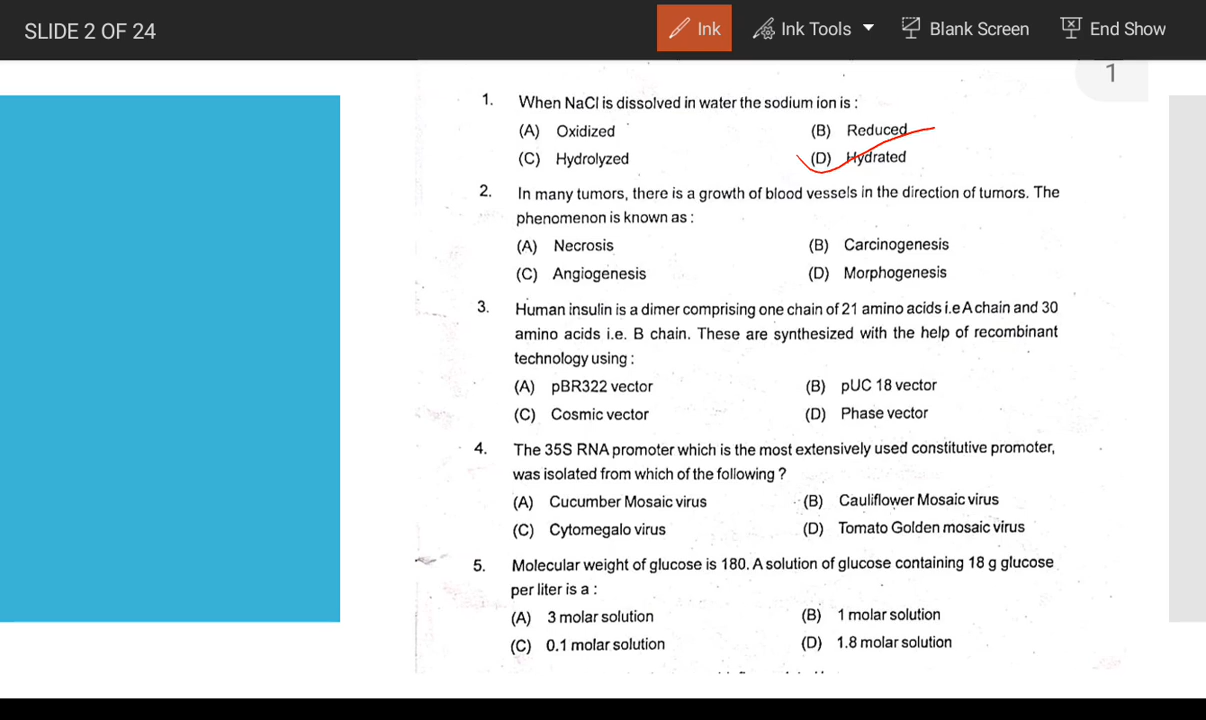 SLIDE 2 OF 24 Ink Ink Tools Blank Screen End Show
1
1. When NaCl is dissolved in water the sodium ion is :
(A) Oxidized (B) Reduced
(C) Hydrolyzed (D) Hydrated
2. In many tumors, there is a growth of blood vessels in the direction of tumors. The
phenomenon is known as :
(A) Necrosis (B) Carcinogenesis
(C) Angiogenesis (D) Morphogenesis
3. Human insulin is a dimer comprising one chain of 21 amino acids i.e A chain and 30
amino acids i.e. B chain. These are synthesized with the help of recombinant
technology using :
(A) pBR322 vector (B) pUC 18 vector
(C) Cosmic vector (D) Phase vector
4. The 35S RNA promoter which is the most extensively used constitutive promoter,
was isolated from which of the following ?
(A) Cucumber Mosaic virus (B) Cauliflower Mosaic virus
(C) Cytomegalo virus (D) Tomato Golden mosaic virus
5. Molecular weight of glucose is 180. A solution of glucose containing 18 g glucose
per liter is a :
(A) 3 molar solution (B) 1 molar solution
(C) 0.1 molar solution (D) 1.8 molar solution